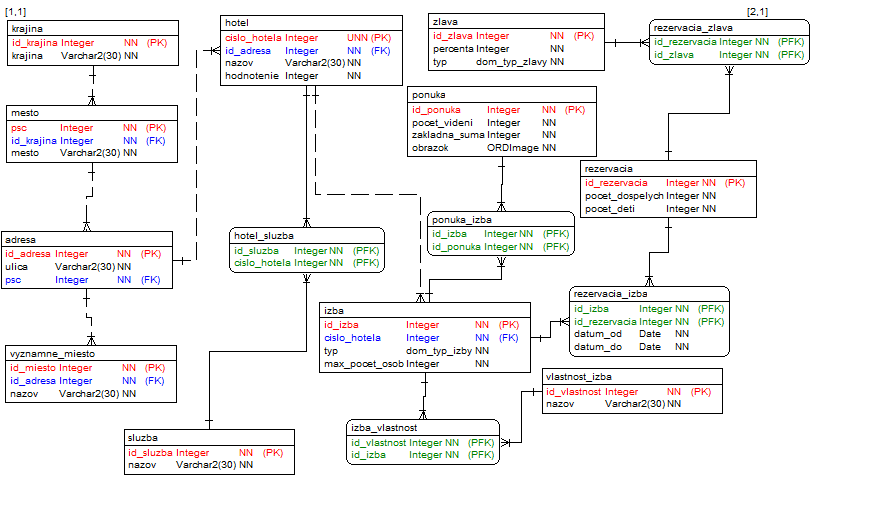 [1,1]
[2,1]
krajina
id_krajina Integer NN (PK)
krajina Varchar2(30) NN
hotel
cislo_hotela Integer UNN (PK)
id_adresa Integer NN (FK)
nazov Varchar2(30) NN
hodnotenie Integer NN
zlava
id_zlava Integer NN (PK)
percenta Integer NN
typ dom_typ_zlavy NN
rezervacia_zlava
id_rezervacia Integer NN (PFK)
id_zlava Integer NN (PFK)
mesto
psc Integer NN (PK)
id_krajina Integer NN (FK)
mesto Varchar2(30) NN
ponuka
id_ponuka Integer NN (PK)
pocet_videni Integer NN
zakladna_suma Integer NN
obrazok ORDImage NN
rezervacia
id_rezervacia Integer NN (PK)
pocet_dospelych Integer NN
pocet_deti Integer NN
adresa
id_adresa Integer NN (PK)
ulica Varchar2(30) NN
psc Integer NN (FK)
hotel_sluzba
id_sluzba Integer NN (PFK)
cislo_hotela Integer NN (PFK)
ponuka_izba
id_izba Integer NN (PFK)
id_ponuka Integer NN (PFK)
izba
id_izba Integer NN (PK)
cislo_hotela Integer NN (FK)
typ dom_typ_izby NN
max_pocet_osob Integer NN
rezervacia_izba
id_izba Integer NN (PFK)
id_rezervacia Integer NN (PFK)
datum_od Date NN
datum_do Date NN
vyznamne_miesto
id_miesto Integer NN (PK)
id_adresa Integer NN (FK)
nazov Varchar2(30) NN
vlastnost_izba
id_vlastnost Integer NN (PK)
nazov Varchar2(30) NN
sluzba
id_sluzba Integer NN (PK)
nazov Varchar2(30) NN
izba_vlastnost
id_vlastnost Integer NN (PFK)
id_izba Integer NN (PFK)